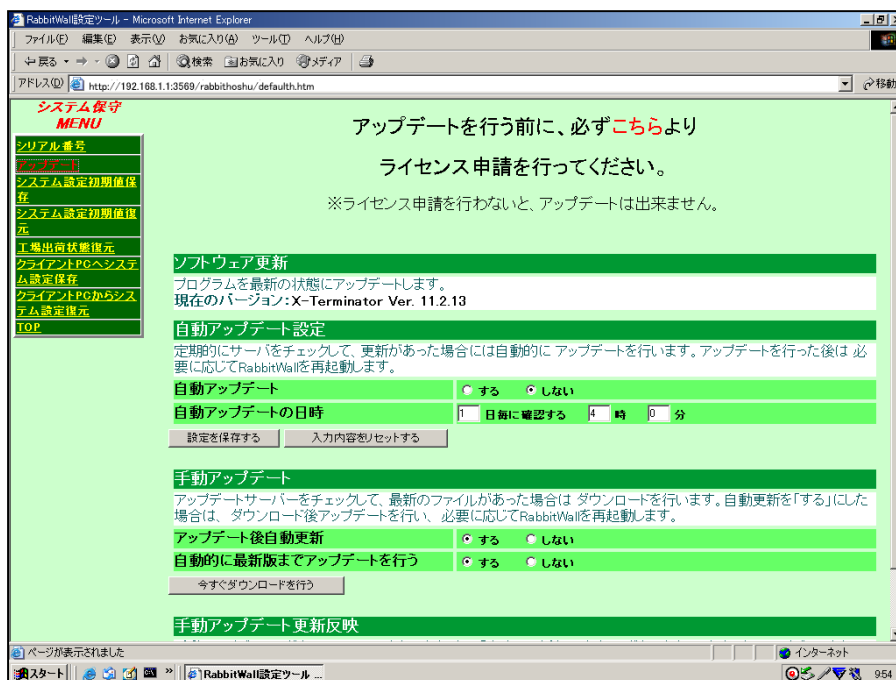 RabbitWall設定ツール - Microsoft Internet Explorer
ファイル(F) 編集(E) 表示(V) お気に入り(A) ツール(T) ヘルプ(H)
戻る 検索 お気に入り メディア
アドレス(D) http://192.168.1.1:3569/rabbithoshu/defaulth.htm 移動
システム保守
MENU
シリアル番号
アップデート
システム設定初期値保
存
システム設定初期値復
元
工場出荷状態復元
クライアントPCへシステ
ム設定保存
クライアントPCからシス
テム設定復元
TOP
アップデートを行う前に、必ずこちらより
ライセンス申請を行ってください。
※ライセンス申請を行わないと、アップデートは出来ません。
ソフトウェア更新
プログラムを最新の状態にアップデートします。
現在のバージョン:X-Terminator Ver. 11.2.13
自動アップデート設定
定期的にサーバをチェックして、更新があった場合には自動的に アップデートを行います。アップデートを行った後は 必
要に応じてRabbitWallを再起動します。
自動アップデート する しない
自動アップデートの日時 1 日毎に確認する 4 時 0 分
設定を保存する 入力内容をリセットする
手動アップデート
アップデートサーバーをチェックして、最新のファイルがあった場合は ダウンロードを行います。自動更新を「する」にした
場合は、ダウンロード後アップデートを行い、必要に応じてRabbitWallを再起動します。
アップデート後自動更新 する しない
自動的に最新版までアップデートを行う する しない
今すぐダウンロードを行う
手動アップデート更新反映
ページが表示されました インターネット
スタート » RabbitWall設定ツール ... 9:54